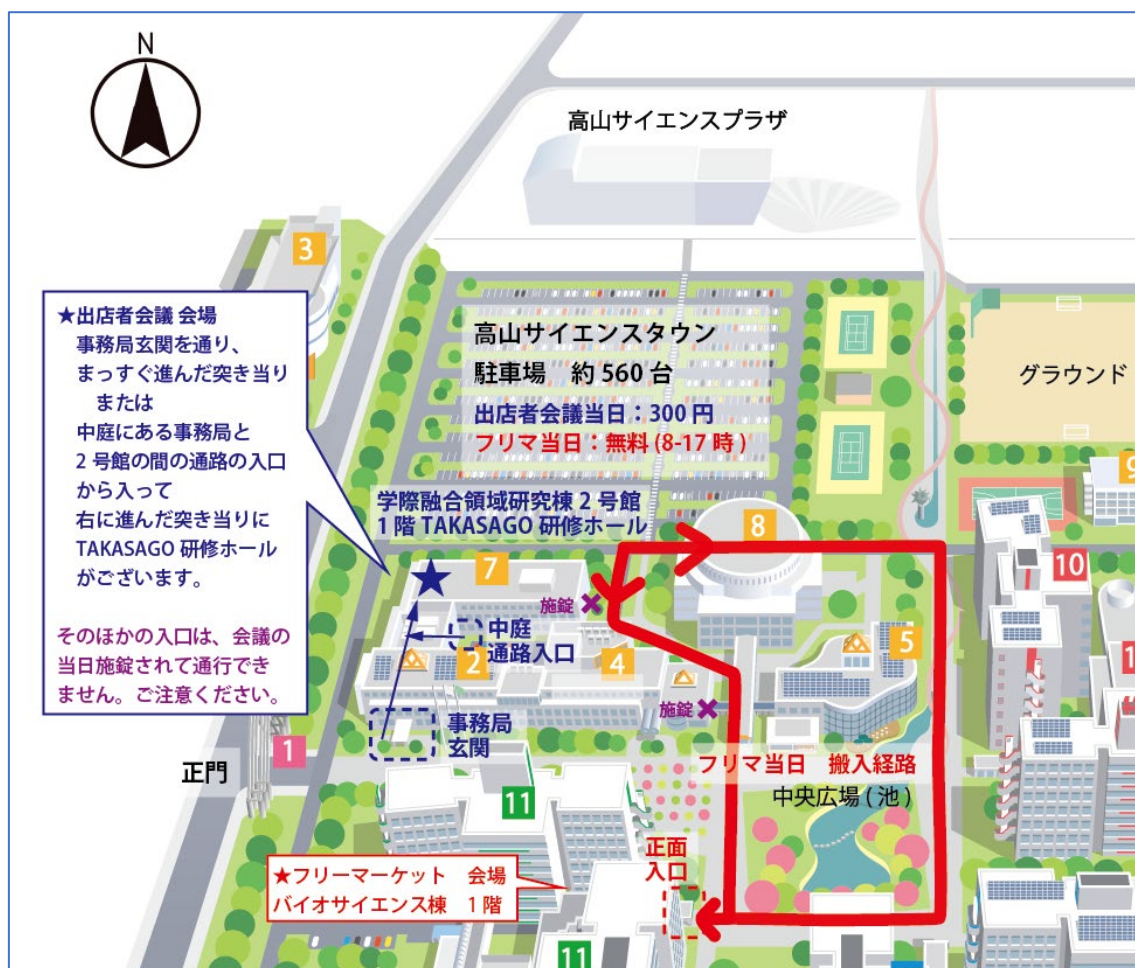 N
高山サイエンスプラザ
3
★出店者会議 会場
事務局玄関を通り、
まっすぐ進んだ突き当り
または
中庭にある事務局と
2号館の間の通路の入口
から入って
右に進んだ突き当りに
TAKASAGO 研修ホール
がございます。
そのほかの入口は、会議の
当日施錠されて通行でき
ません。ご注意ください。
高山サイエンスタウン
駐車場 約560台
出店者会議当日：300円
フリマ当日：無料(8-17時)
グラウンド
学際融合領域研究棟2号館
1階 TAKASAGO 研修ホール
8
9
10
7
施錠
中庭
通路入口
2
4
5
施錠
事務局
玄関
1
正門
フリマ当日 搬入経路
中央広場(池)
11
正面
入口
★フリーマーケット 会場
バイオサイエンス棟 1階
11